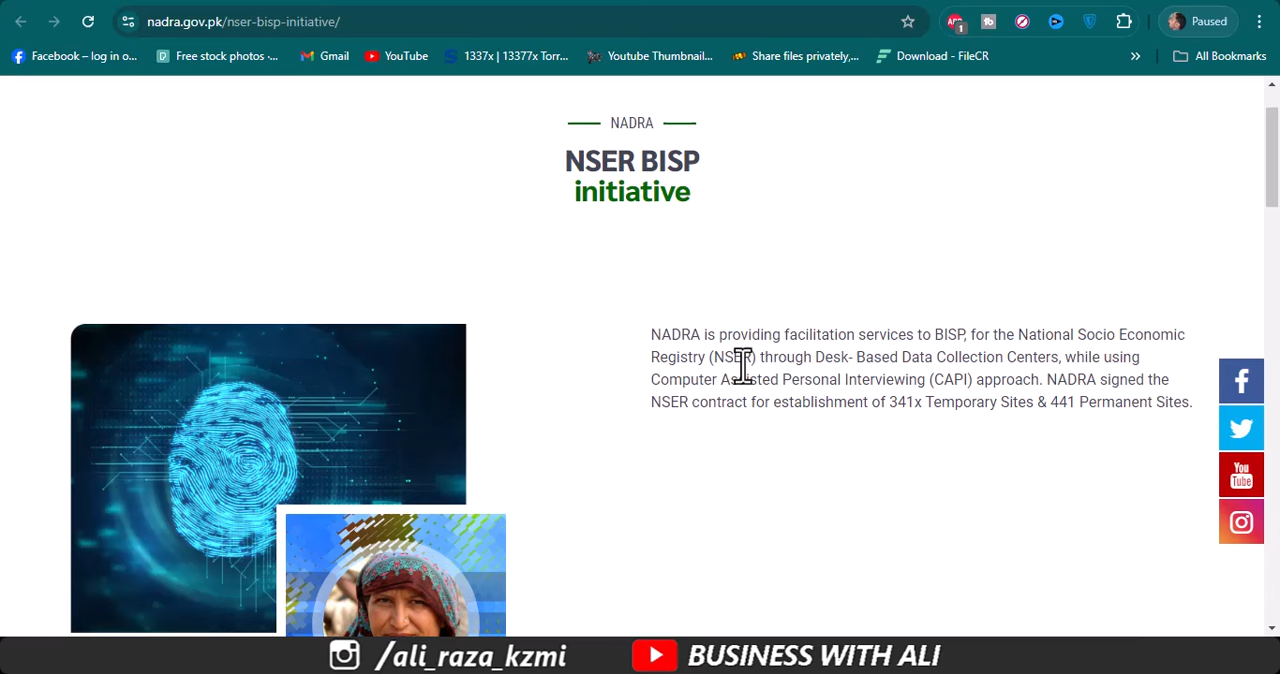 nadra.gov.pk/nser-bisp-initiative/
1
Paused
Facebook – log in o...
Free stock photos ·...
Gmail
YouTube
1337x | 13377x Torr...
Youtube Thumbnail...
Share files privately,...
Download - FileCR
All Bookmarks
NADRA
NSER BISP
initiative
NADRA is providing facilitation services to BISP, for the National Socio Economic
Registry (NSER) through Desk- Based Data Collection Centers, while using
Computer Assisted Personal Interviewing (CAPI) approach. NADRA signed the
NSER contract for establishment of 341x Temporary Sites & 441 Permanent Sites.
You
Tube
/ali_raza_kzmi
BUSINESS WITH ALI